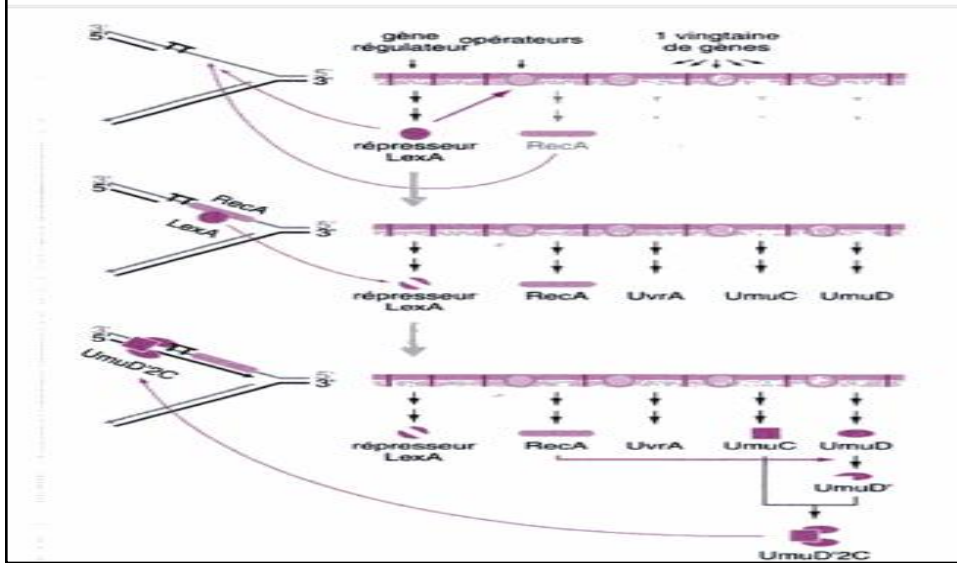 gène régulateur
opérateurs
1 vingtaine de gènes
5'
TT
3'
répresseur LexA
RecA
5'
TT
RecA
LexA
3'
répresseur LexA
RecA
UvrA
UmuC
UmuD
5'
TT
UmuD'2C
3'
répresseur LexA
RecA
UvrA
UmuC
UmuD
UmuD'
UmuD'2C